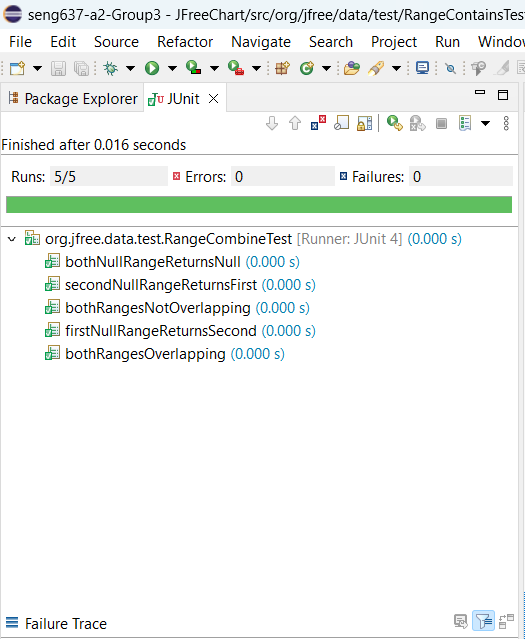 seng637-a2-Group3 - JFreeChart/src/org/jfree/data/test/RangeContainsTes
File Edit Source Refactor Navigate Search Project Run Window
Package Explorer JUnit
Finished after 0.016 seconds
Runs: 5/5 Errors: 0 Failures: 0
org.jfree.data.test.RangeCombineTest [Runner: JUnit 4] (0.000 s)
bothNullRangeReturnsNull (0.000 s)
secondNullRangeReturnsFirst (0.000 s)
bothRangesNotOverlapping (0.000 s)
firstNullRangeReturnsSecond (0.000 s)
bothRangesOverlapping (0.000 s)
Failure Trace